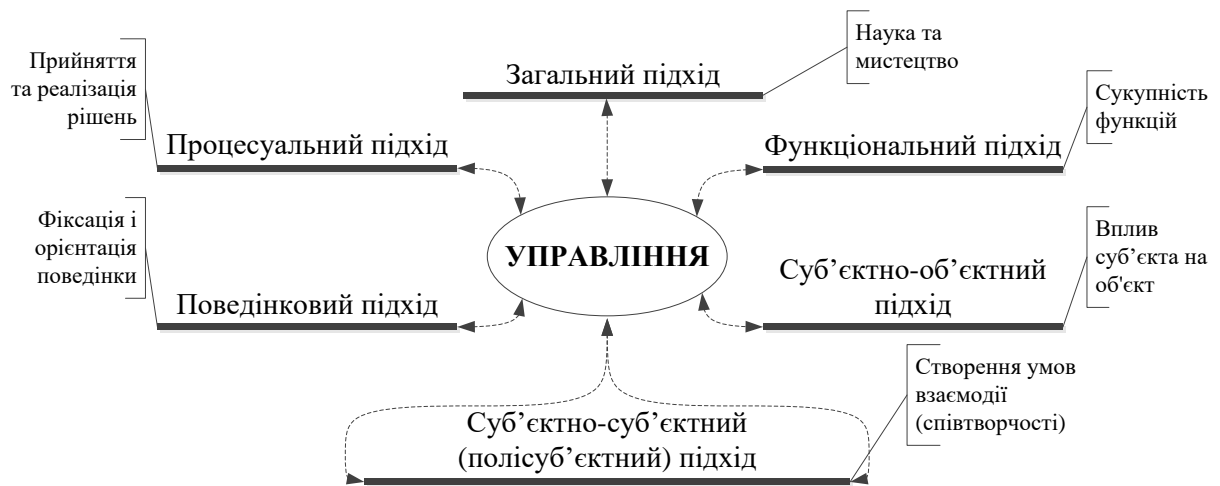 Наука та
мистецтво
Загальний підхід
Прийняття
та реалізація
рішень
Процесуальний підхід
Сукупність
функцій
Функціональний підхід
УПРАВЛІННЯ
Фіксація і
орієнтація
поведінки
Поведінковий підхід
Вплив
суб’єкта на
об'єкт
Суб’єктно-об’єктний
підхід
Створення умов
взаємодії
(співтворчості)
Суб’єктно-суб’єктний
(полісуб’єктний) підхід